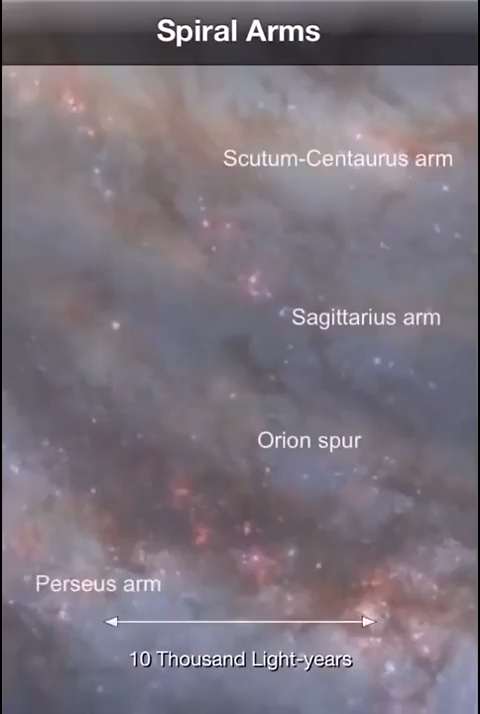 Spiral Arms
Scutum-Centaurus arm
Sagittarius arm
Orion spur
Perseus arm
10 Thousand Light-years